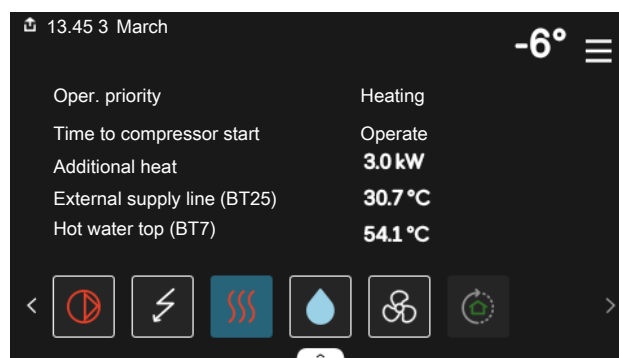 13.45 3 March
-6°
Oper. priority Heating
Time to compressor start Operate
Additional heat 3.0 kW
External supply line (BT25) 30.7 °C
Hot water top (BT7) 54.1 °C